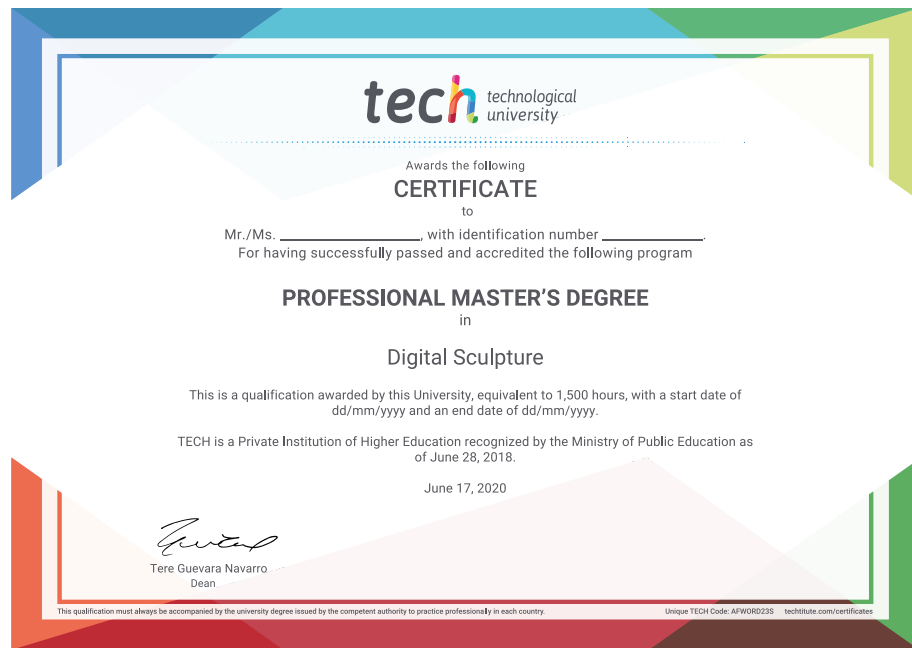 tech technological
university
Awards the following
CERTIFICATE
to
Mr./Ms. ____________________, with identification number ______________.
For having successfully passed and accredited the following program
PROFESSIONAL MASTER'S DEGREE
in
Digital Sculpture
This is a qualification awarded by this University, equivalent to 1,500 hours, with a start date of
dd/mm/yyyy and an end date of dd/mm/yyyy.
TECH is a Private Institution of Higher Education recognized by the Ministry of Public Education as
of June 28, 2018.
June 17, 2020
Tere Guevara Navarro
Dean
This qualification must always be accompanied by the university degree issued by the competent authority to practice professionally in each country. Unique TECH Code: AFWORD23S techtitute.com/certificates